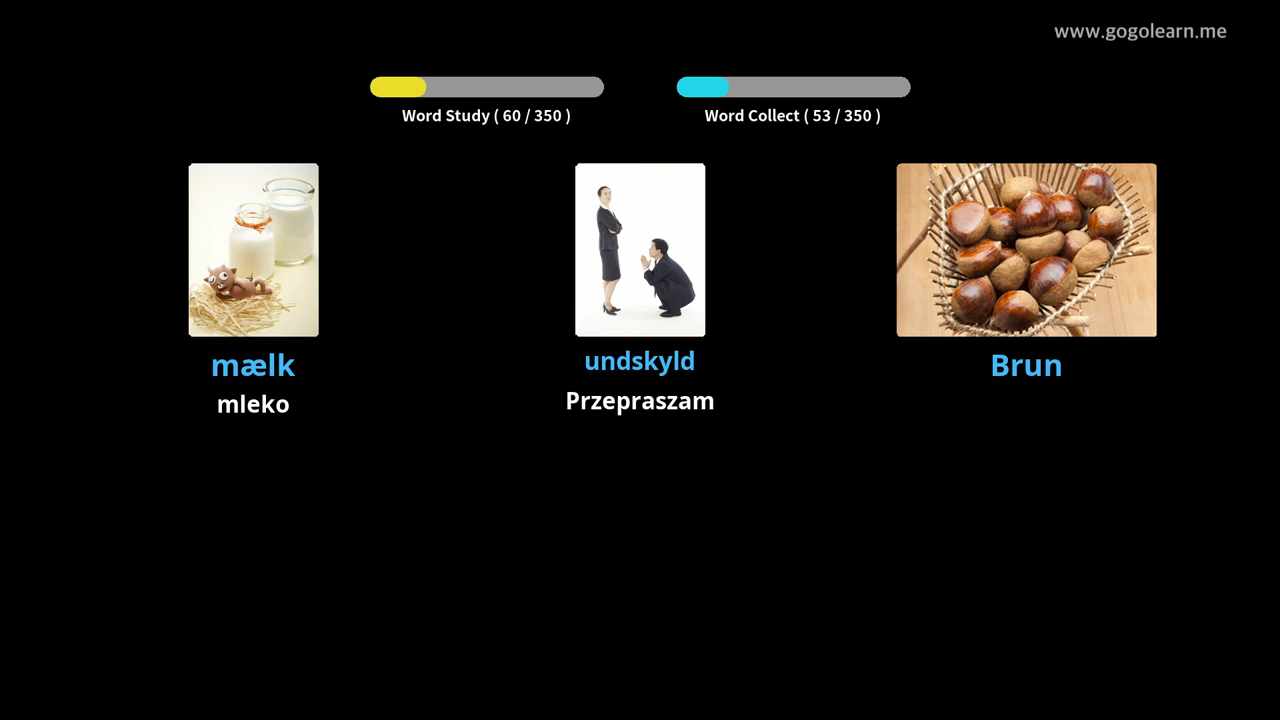 www.gogolearn.me
Word Study ( 60 / 350 )
Word Collect ( 53 / 350 )
mælk
mleko
undskyld
Przepraszam
Brun